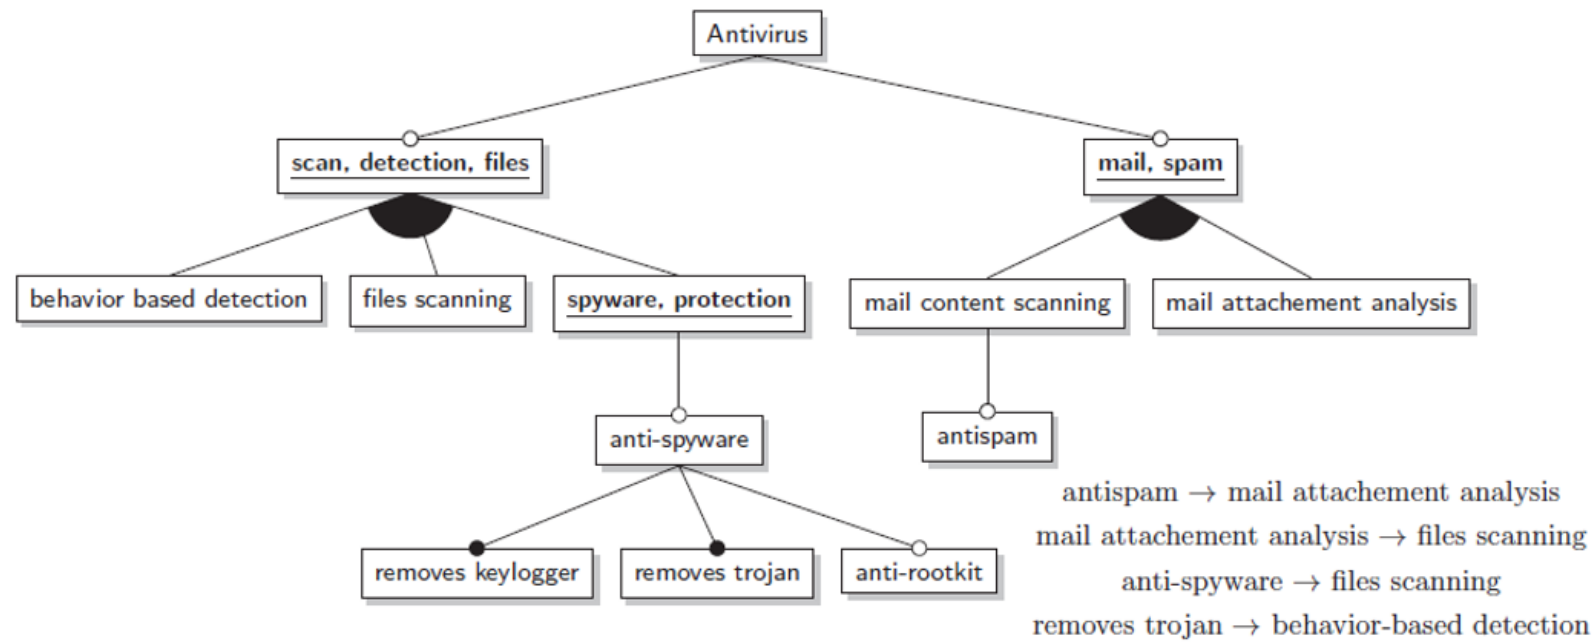 Antivirus
scan, detection, files
mail, spam
behavior based detection
files scanning
spyware, protection
mail content scanning
mail attachement analysis
anti-spyware
antispam
removes keylogger
removes trojan
anti-rootkit
antispam → mail attachement analysis
mail attachement analysis → files scanning
anti-spyware → files scanning
removes trojan → behavior-based detection